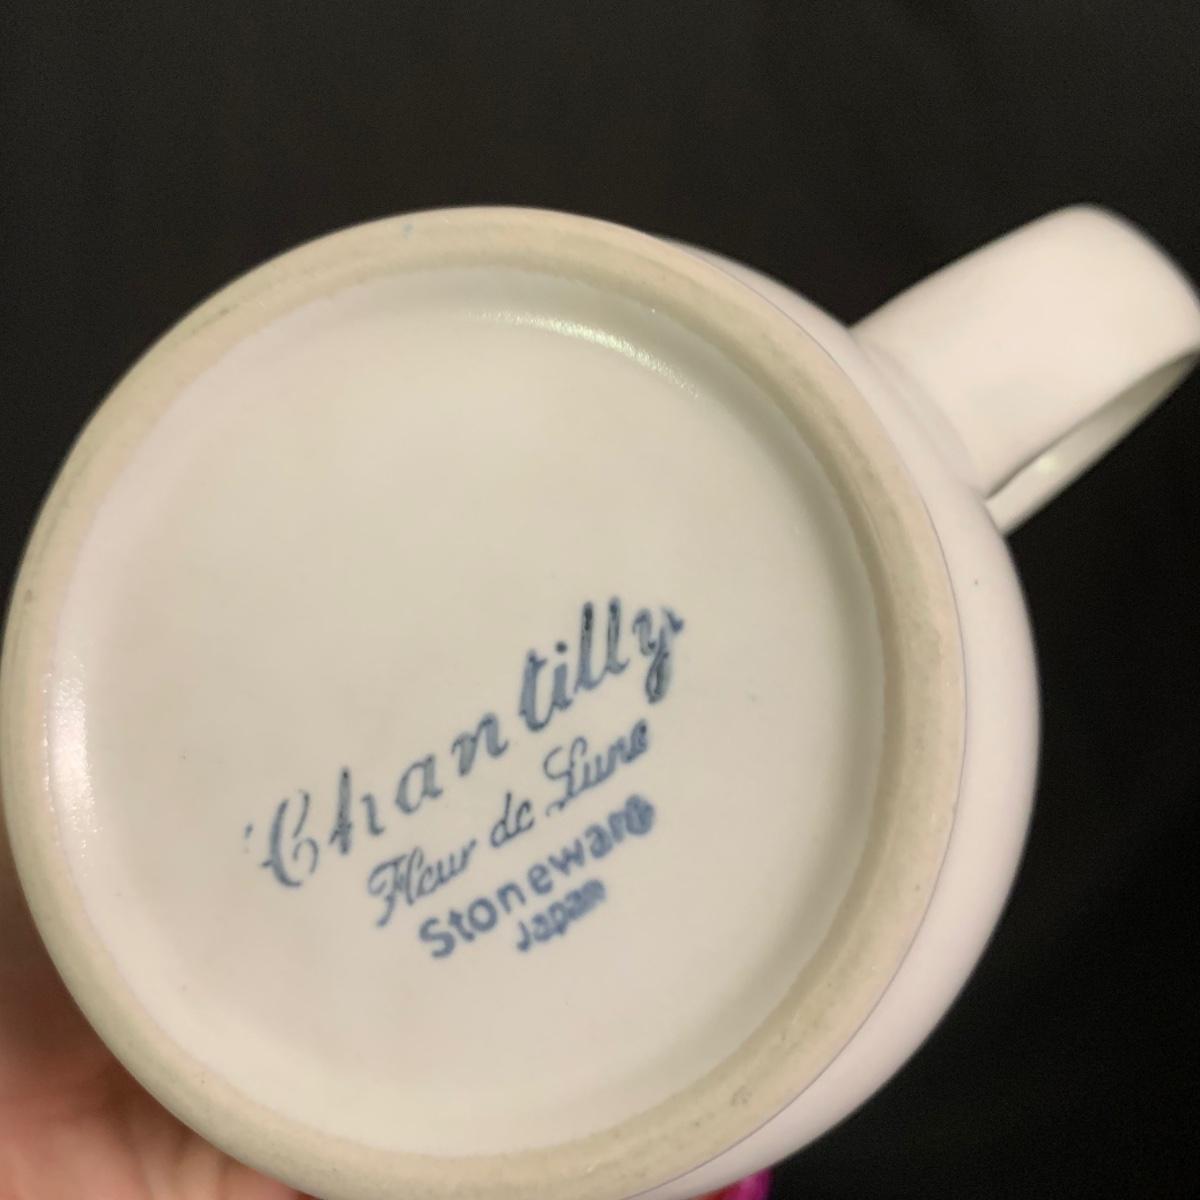 Chantilly
Fleur de Lune
Stoneware
Japan